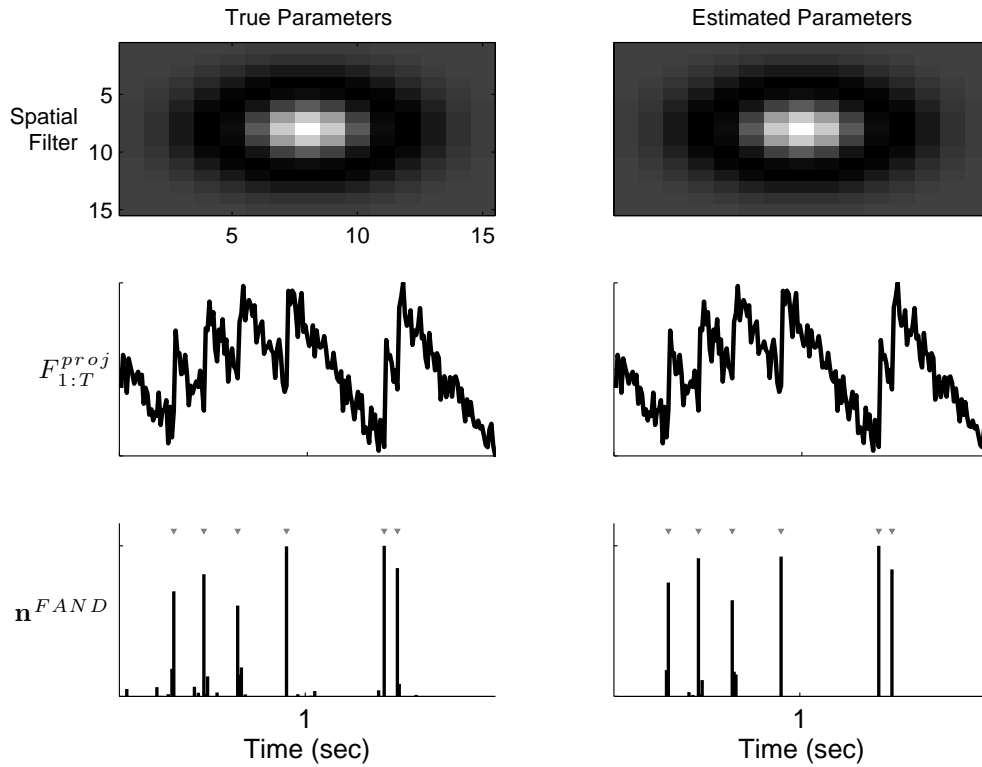 True Parameters
Estimated Parameters
Spatial
Filter
5
10
15
5
10
15
F_{1:T}^{proj}
n^{FAND}
1
1
Time (sec)
Time (sec)